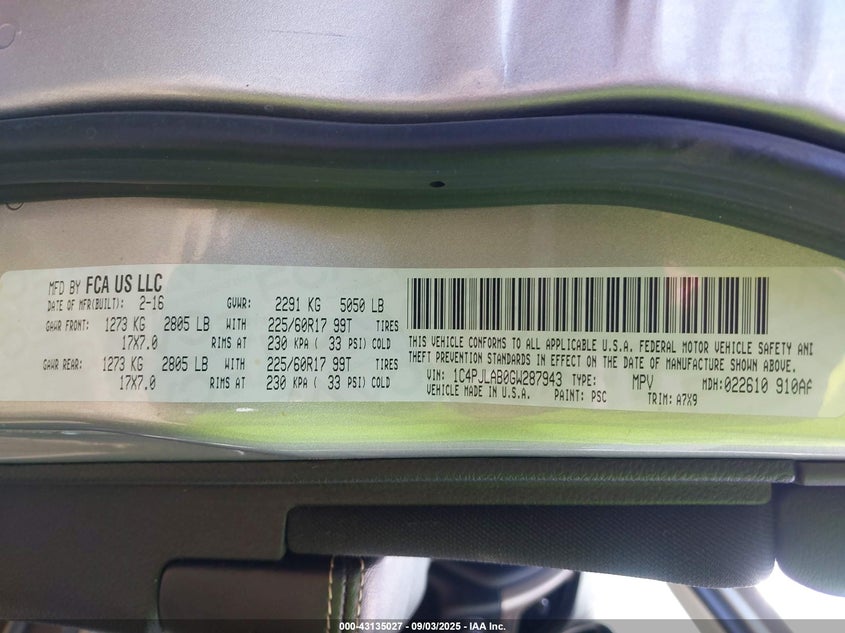 MFD BY FCA US LLC
DATE OF MFR(BUILT): 2-16 GVWR: 2291 KG 5050 LB
GAWR FRONT: 1273 KG 2805 LB WITH 225/60R17 99T TIRES
17X7.0 RIMS AT 230 KPA ( 33 PSI) COLD
GAWR REAR: 1273 KG 2805 LB WITH 225/60R17 99T TIRES
17X7.0 RIMS AT 230 KPA ( 33 PSI) COLD
THIS VEHICLE CONFORMS TO ALL APPLICABLE U.S.A. FEDERAL MOTOR VEHICLE SAFETY AND
THEFT PREVENTION STANDARDS IN EFFECT ON THE DATE OF MANUFACTURE SHOWN ABOVE.
VIN: 1C4PJLAB0GW287943 TYPE: MPV MDH:022610 910AF
VEHICLE MADE IN U.S.A. PAINT: PSC TRIM: A7X9
000-43135027 - 09/03/2025 - © IAA Inc.